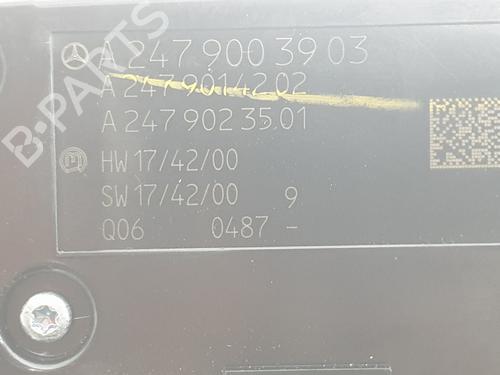 A 247 900 39 03
A 247 901 42 02
A 247 902 35 01
HW 17/42/00
SW 17/42/00 9
Q06 0487 -
B-PARTS